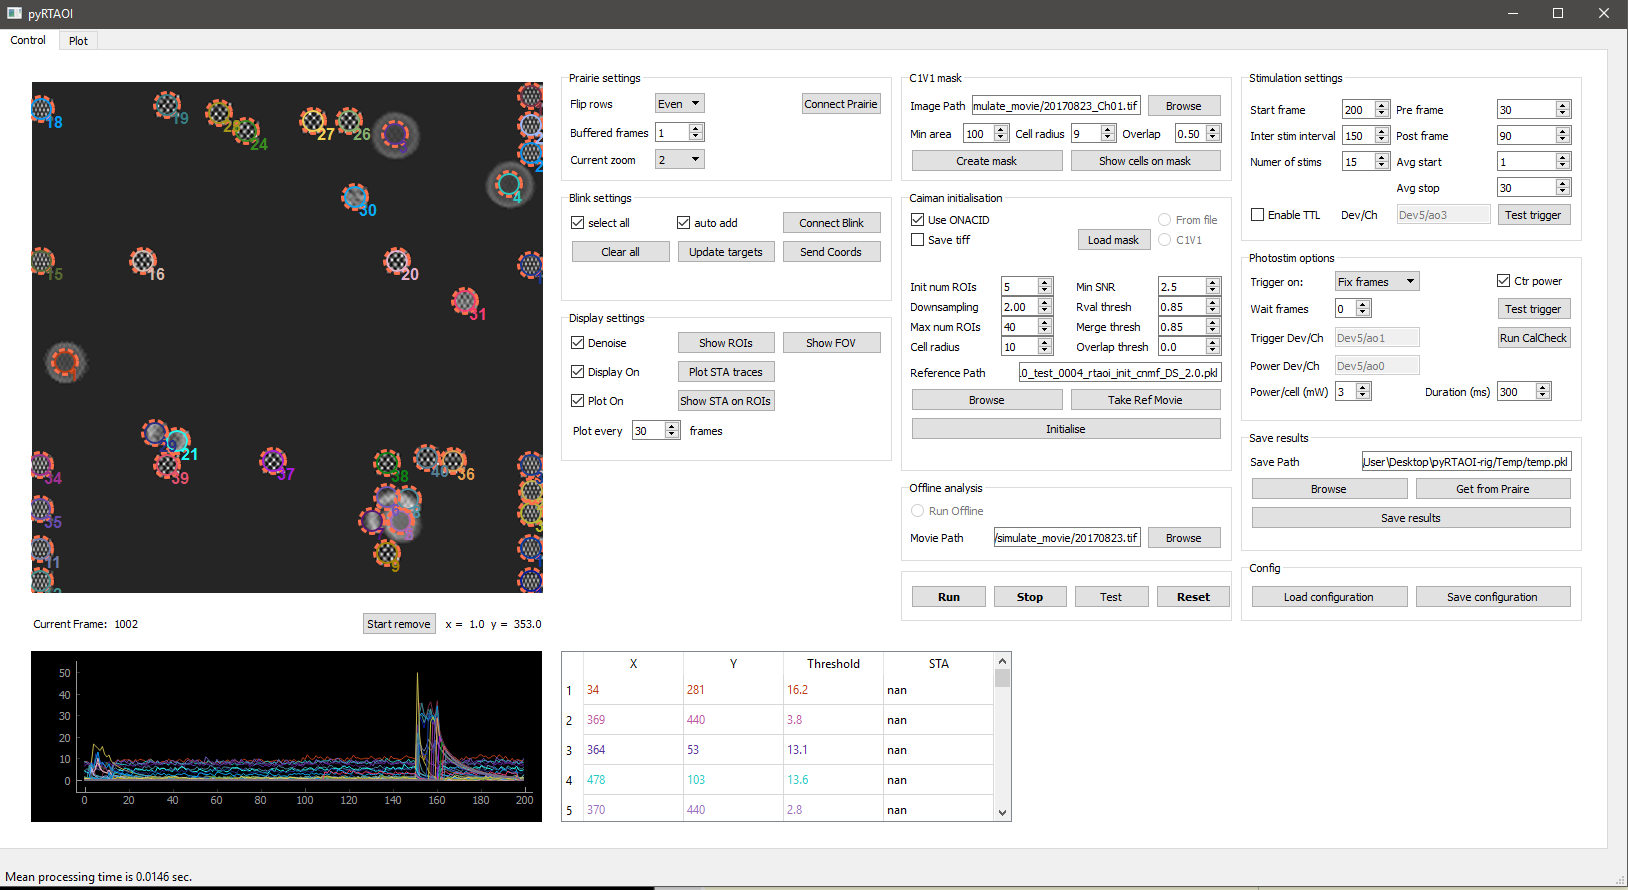 pyRTAOI
Control Plot
Prairie settings
Flip rows Even Connect Prairie
Buffered frames 1
Current zoom 2
Blink settings
select all auto add Connect Blink
Clear all Update targets Send Coords
Display settings
Denoise Show ROIs Show FOV
Display On Plot STA traces
Plot On Show STA on ROIs
Plot every 30 frames
C1V1 mask
Image Path mulate_movie/20170823_Ch01.tif Browse
Min area 100 Cell radius 9 Overlap 0.50
Create mask Show cells on mask
Caiman initialisation
Use ONACID From file
Save tiff Load mask C1V1
Init num ROIs 5 Min SNR 2.5
Downsampling 2.00 Rval thresh 0.85
Max num ROIs 40 Merge thresh 0.85
Cell radius 10 Overlap thresh 0.0
Reference Path .0_test_0004_rtaoi_init_cnmf_DS_2.0.pkl
Browse Take Ref Movie
Initialise
Offline analysis
Run Offline
Movie Path /simulate_movie/20170823.tif Browse
Run Stop Test Reset
Stimulation settings
Start frame 200 Pre frame 30
Inter stim interval 150 Post frame 90
Numer of stims 15 Avg start 1
Avg stop 30
Enable TTL Dev/Ch Dev5/ao3 Test trigger
Photostim options
Trigger on: Fix frames Ctr power
Wait frames 0 Test trigger
Trigger Dev/Ch Dev5/ao1 Run CalCheck
Power Dev/Ch Dev5/ao0
Power/cell (mW) 3 Duration (ms) 300
Save results
Save Path User\Desktop\pyRTAOI-rig/Temp/temp.pkl
Browse Get from Praire
Save results
Config
Load configuration Save configuration
18 19 24 27 26
4
30
15 16 20
31
21
34 39 37 38 40 36
35
11 9
Current Frame: 1002 Start remove x = 1.0 y = 353.0
50
40
30
20
10
0
0 20 40 60 80 100 120 140 160 180 200
X Y Threshold STA
1 34 281 16.2 nan
2 369 440 3.8 nan
3 364 53 13.1 nan
4 478 103 13.6 nan
5 370 440 2.8 nan
Mean processing time is 0.0146 sec.